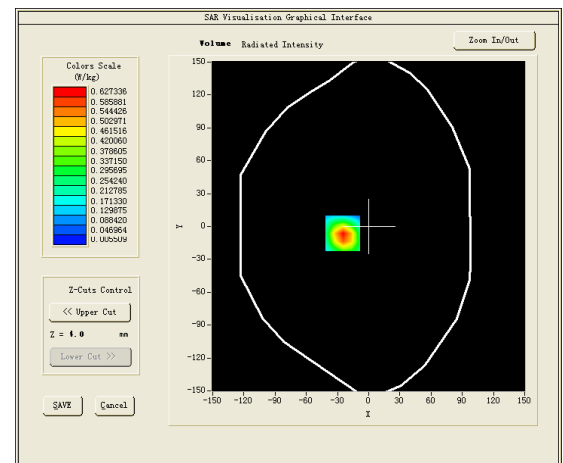 SAR Visualisation Graphical Interface
Volume Radiated Intensity
Zoom In/Out
Colors Scale
(W/kg)
0.627336
0.585881
0.544426
0.502971
0.461516
0.420060
0.378605
0.337150
0.295695
0.254240
0.212785
0.171330
0.129875
0.088420
0.046964
0.005509
Z-Cuts Control
<< Upper Cut
Z = 4.0 mm
Lower Cut >>
SAVE Cancel
150
120
90
60
30
0
-30
-60
-90
-120
-150
Y
-150 -120 -90 -60 -30 0 30 60 90 120 150
X